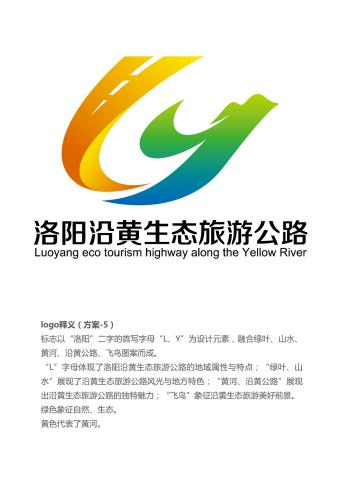 洛阳沿黄生态旅游公路
Luoyang eco tourism highway along the Yellow River
logo释义（方案-5）
标志以“洛阳”二字的首写字母“L、Y”为设计元素，融合绿叶、山水、
黄河、沿黄公路、飞鸟图案而成。
“L”字母体现了洛阳沿黄生态旅游公路的地域属性与特点；“绿叶、山
水”展现了沿黄生态旅游公路风光与地方特色；“黄河、沿黄公路”展现
出沿黄生态旅游公路的独特魅力；“飞鸟”象征沿黄生态旅游美好前景。
绿色象征自然、生态。
黄色代表了黄河。